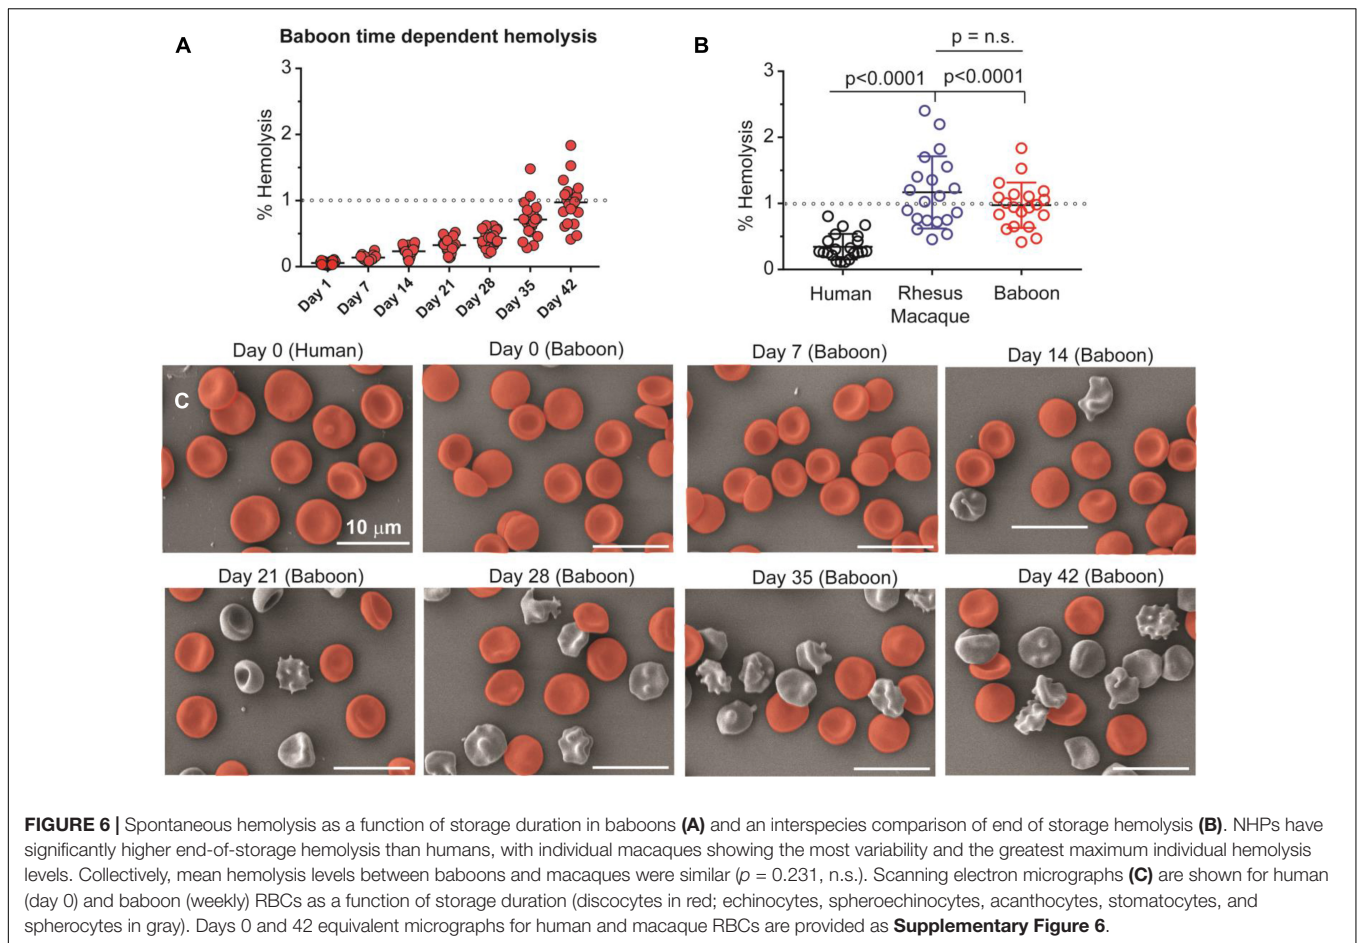 A
Baboon time dependent hemolysis
3
2
1
0
% Hemolysis
Day 1
Day 7
Day 14
Day 21
Day 28
Day 35
Day 42
B
p = n.s.
p<0.0001
p<0.0001
3
2
1
0
% Hemolysis
Human
Rhesus
Macaque
Baboon
C
Day 0 (Human)
Day 0 (Baboon)
Day 7 (Baboon)
Day 14 (Baboon)
10 μm
Day 21 (Baboon)
Day 28 (Baboon)
Day 35 (Baboon)
Day 42 (Baboon)
FIGURE 6 | Spontaneous hemolysis as a function of storage duration in baboons (A) and an interspecies comparison of end of storage hemolysis (B). NHPs have
significantly higher end-of-storage hemolysis than humans, with individual macaques showing the most variability and the greatest maximum individual hemolysis
levels. Collectively, mean hemolysis levels between baboons and macaques were similar (p = 0.231, n.s.). Scanning electron micrographs (C) are shown for human
(day 0) and baboon (weekly) RBCs as a function of storage duration (discocytes in red; echinocytes, spheroechinocytes, acanthocytes, stomatocytes, and
spherocytes in gray). Days 0 and 42 equivalent micrographs for human and macaque RBCs are provided as Supplementary Figure 6.